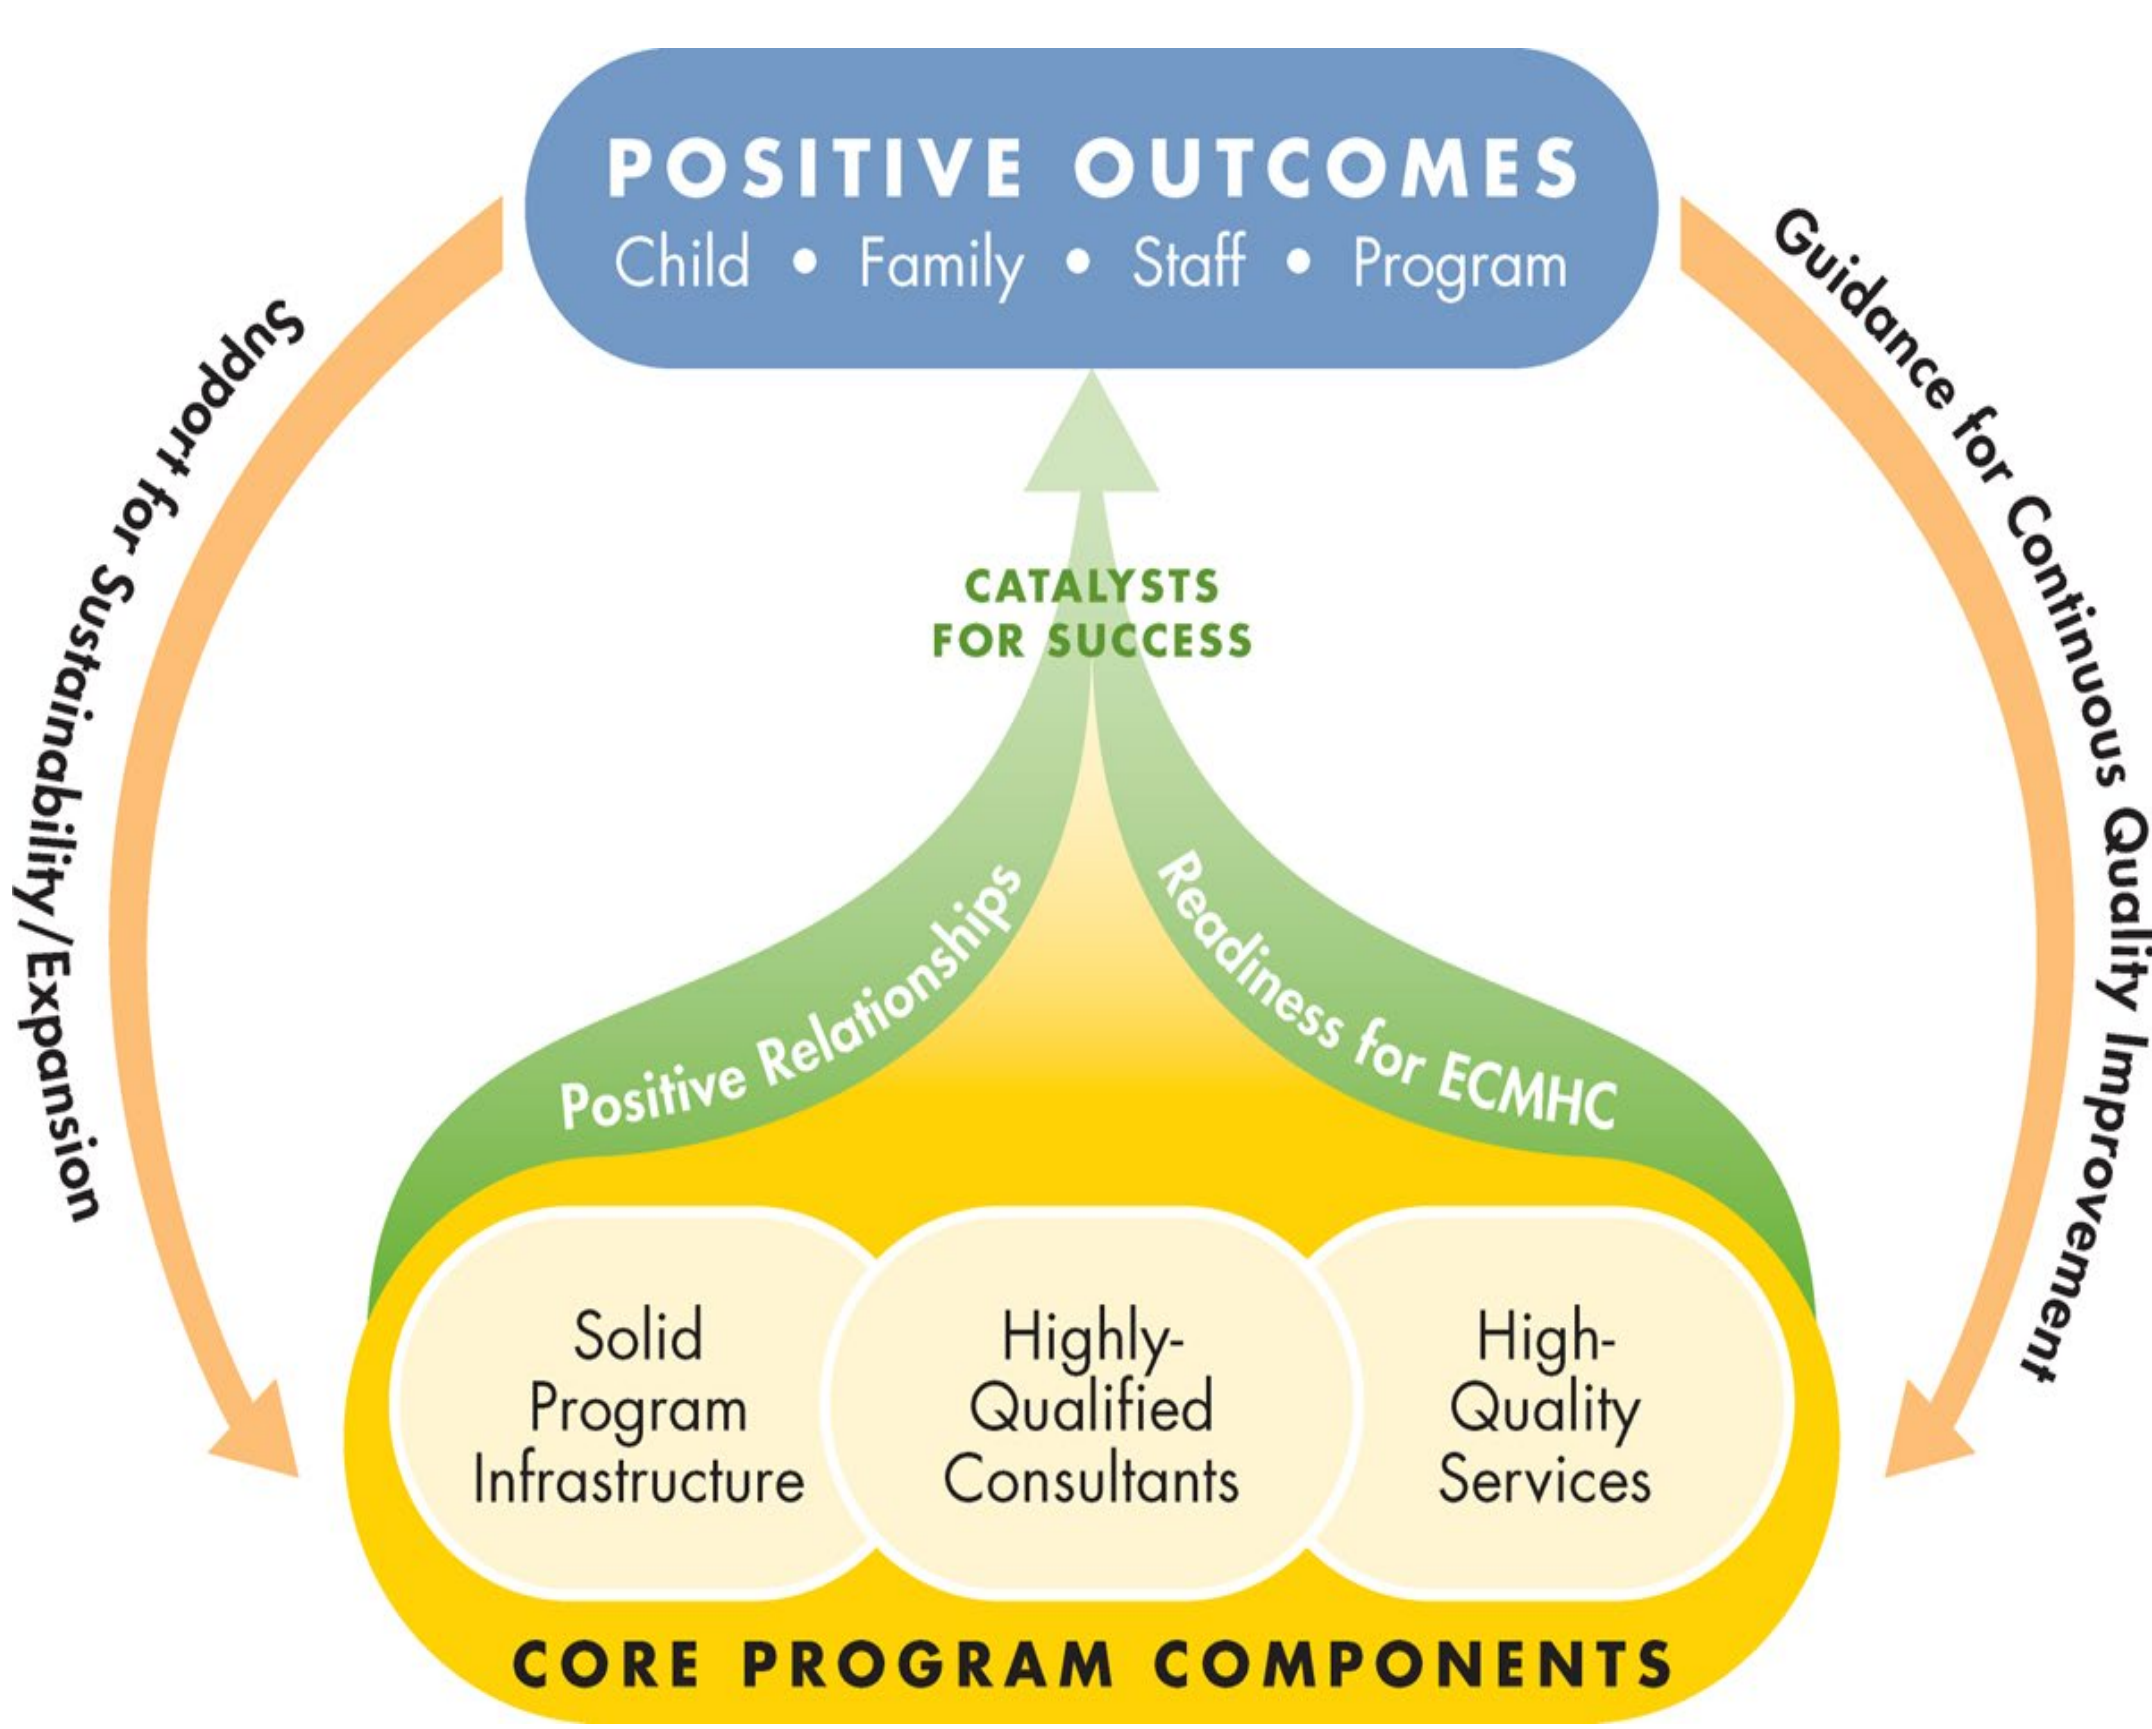 POSITIVE OUTCOMES
Child • Family • Staff • Program
Support for Sustainability/Expansion
Guidance for Continuous Quality Improvement
CATALYSTS
FOR SUCCESS
Positive Relationships
Readiness for ECMHC
Solid
Program
Infrastructure
Highly-
Qualified
Consultants
High-
Quality
Services
CORE PROGRAM COMPONENTS